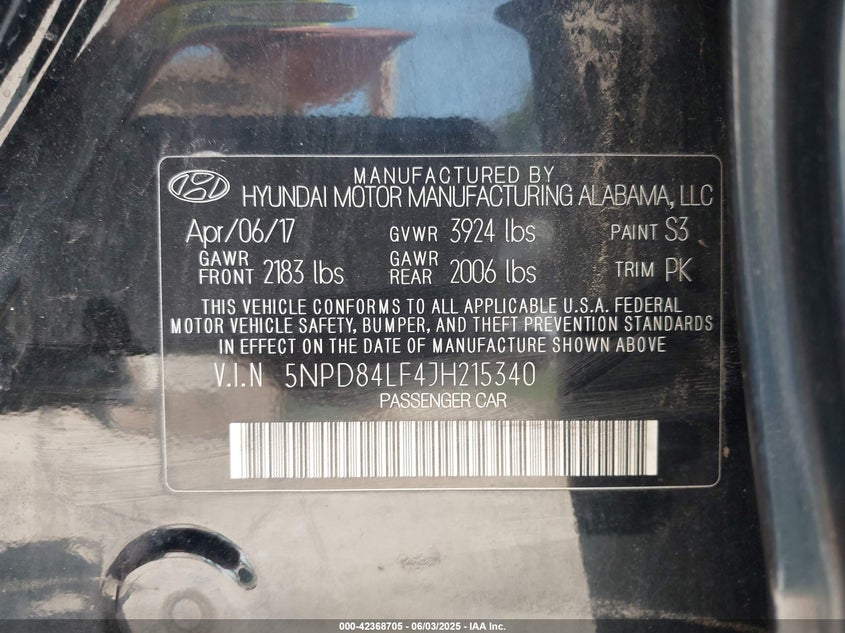 MANUFACTURED BY
HYUNDAI MOTOR MANUFACTURING ALABAMA, LLC
Apr/06/17 GVWR 3924 lbs PAINT S3
GAWR FRONT 2183 lbs GAWR REAR 2006 lbs TRIM PK
THIS VEHICLE CONFORMS TO ALL APPLICABLE U.S.A. FEDERAL
MOTOR VEHICLE SAFETY, BUMPER, AND THEFT PREVENTION STANDARDS
IN EFFECT ON THE DATE OF MANUFACTURE SHOWN ABOVE
V.I.N 5NPD84LF4JH215340
PASSENGER CAR
000-42368705 - 06/03/2025 - IAA Inc.